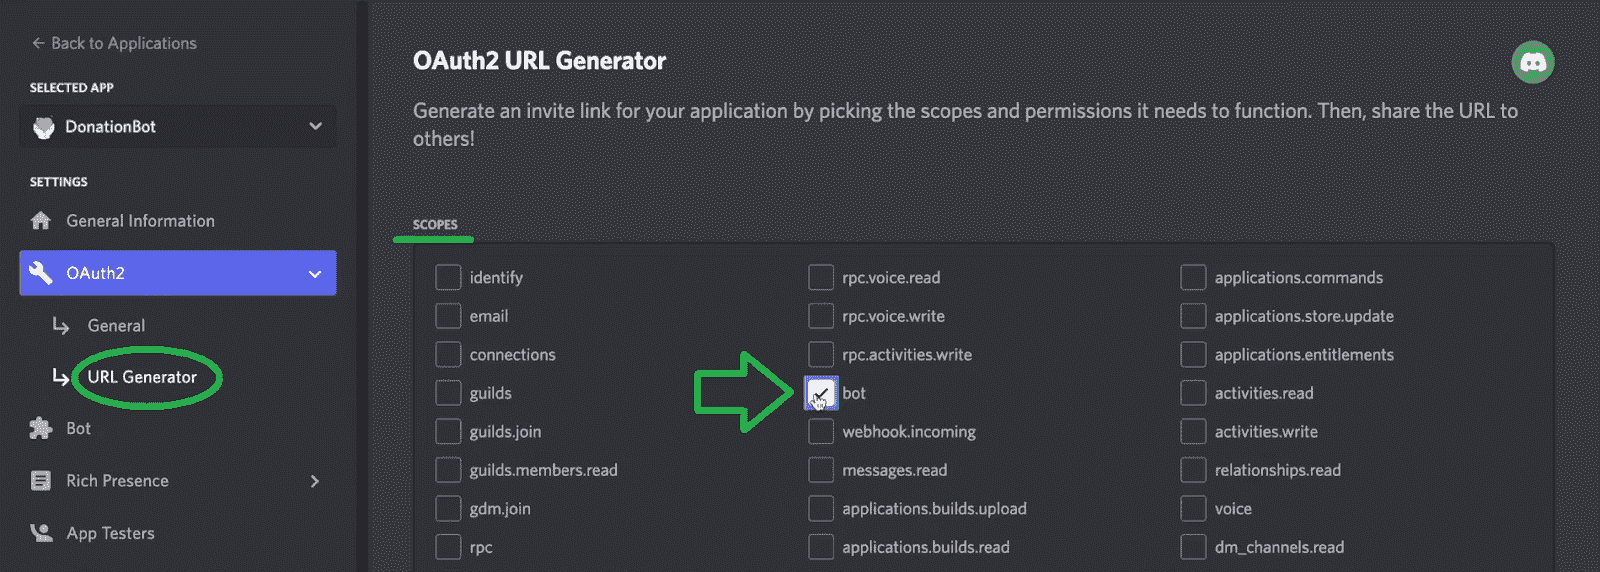 ← Back to Applications
SELECTED APP
DonationBot
SETTINGS
General Information
OAuth2
General
URL Generator
Bot
Rich Presence
App Testers
OAuth2 URL Generator
Generate an invite link for your application by picking the scopes and permissions it needs to function. Then, share the URL to
others!
SCOPES
identify
email
connections
guilds
guilds.join
guilds.members.read
gdm.join
rpc
rpc.voice.read
rpc.voice.write
rpc.activities.write
bot
webhook.incoming
messages.read
applications.builds.upload
applications.builds.read
applications.commands
applications.store.update
applications.entitlements
activities.read
activities.write
relationships.read
voice
dm_channels.read